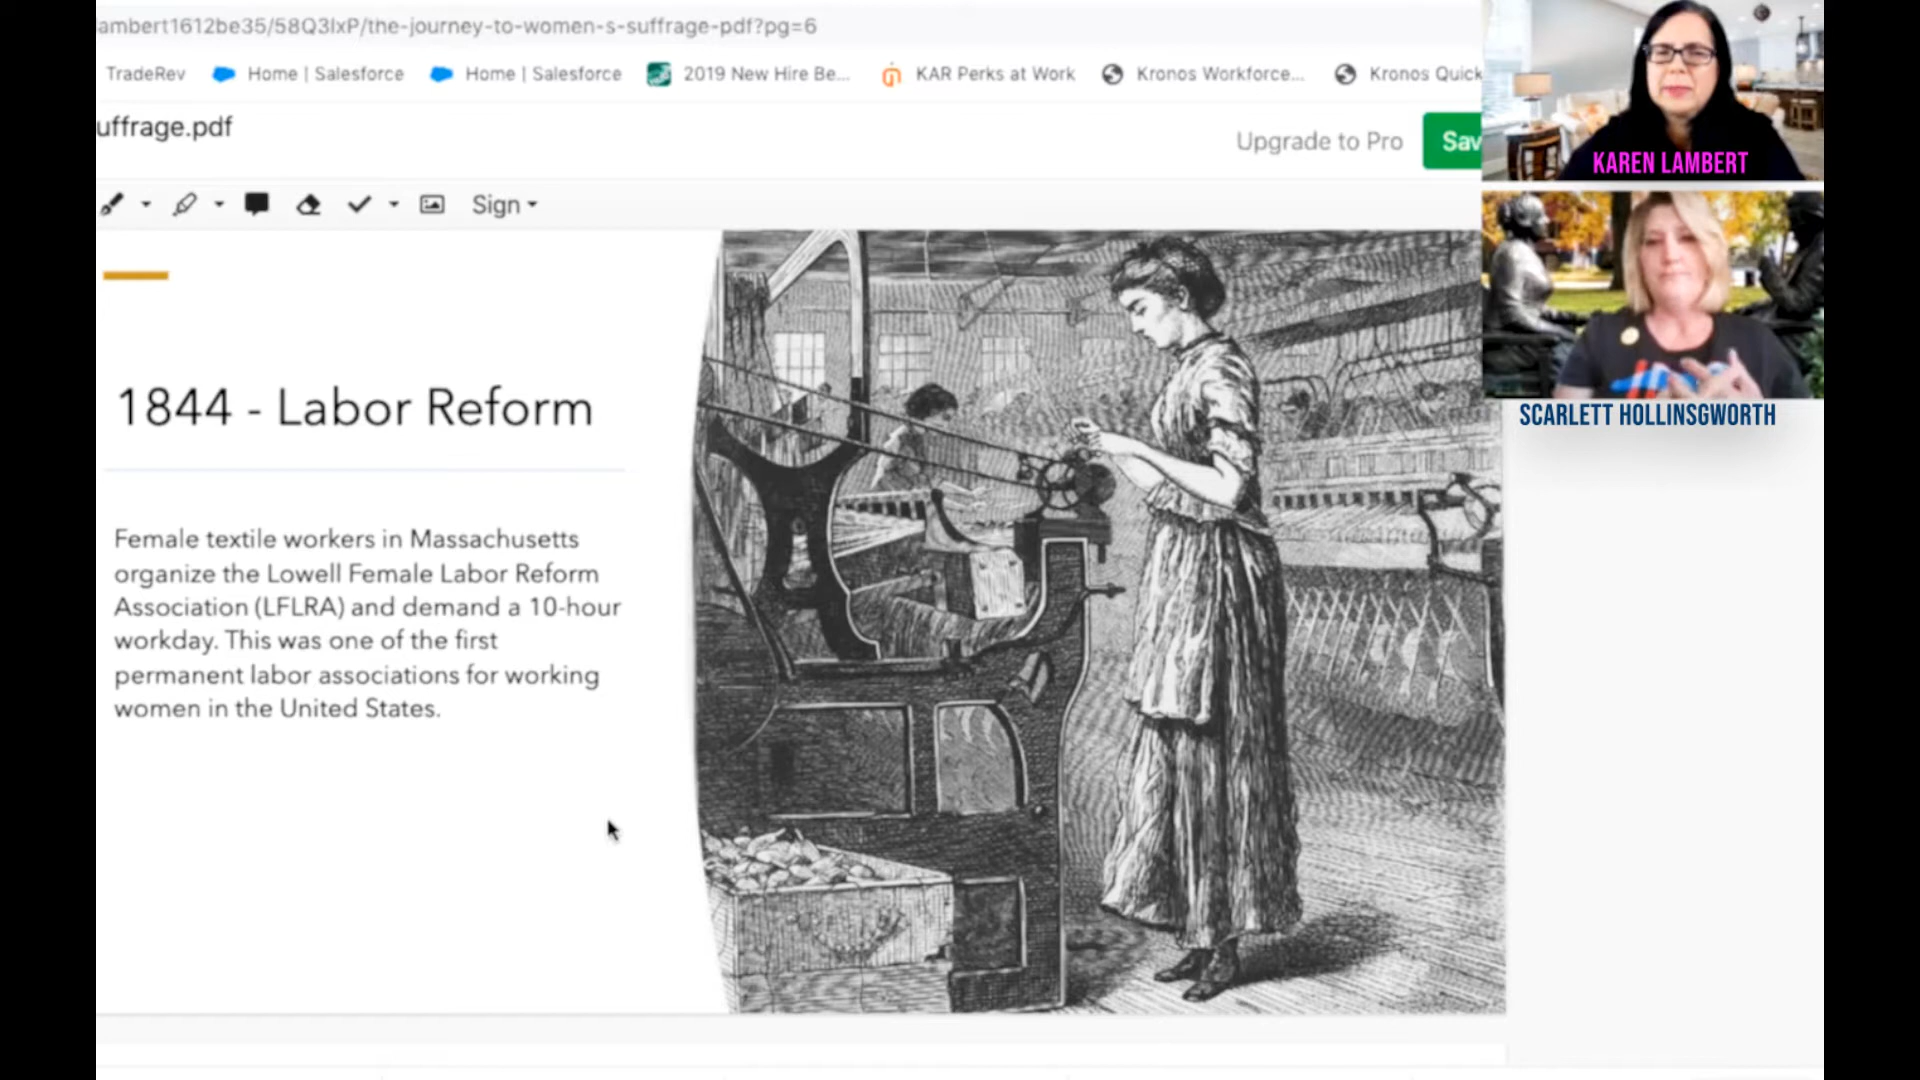 ambert1612be35/58Q3lxP/the-journey-to-women-s-suffrage-pdf?pg=6
TradeRev Home | Salesforce Home | Salesforce 2019 New Hire Be... KAR Perks at Work Kronos Workforce... Kronos Quick
uffrage.pdf
Upgrade to Pro Sav
Sign
KAREN LAMBERT
SCARLETT HOLLINSGWORTH
1844 - Labor Reform
Female textile workers in Massachusetts
organize the Lowell Female Labor Reform
Association (LFLRA) and demand a 10-hour
workday. This was one of the first
permanent labor associations for working
women in the United States.